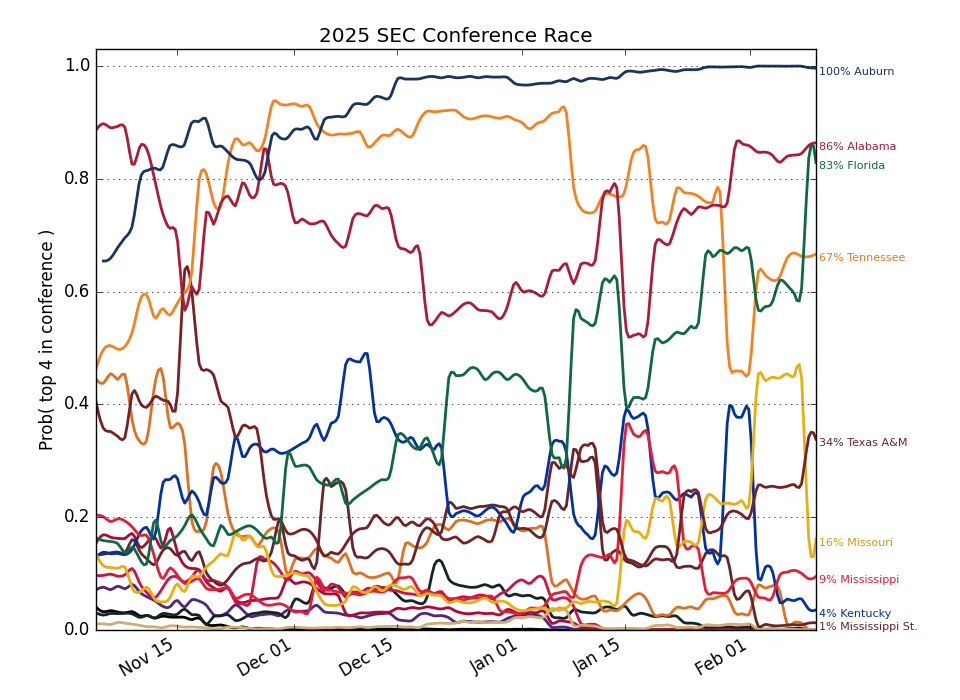 2025 SEC Conference Race
Prob( top 4 in conference )
1.0
0.8
0.6
0.4
0.2
0.0
Nov 15
Dec 01
Dec 15
Jan 01
Jan 15
Feb 01
100% Auburn
86% Alabama
83% Florida
67% Tennessee
34% Texas A&M
16% Missouri
9% Mississippi
4% Kentucky
1% Mississippi St.